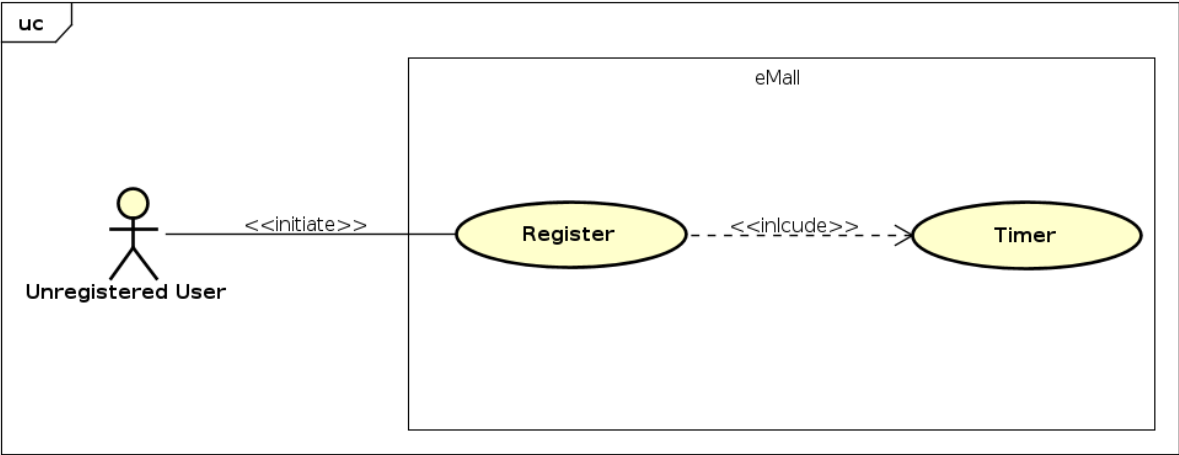 uc
eMall
<<initiate>>
Register
<<inlcude>>
Timer
Unregistered User